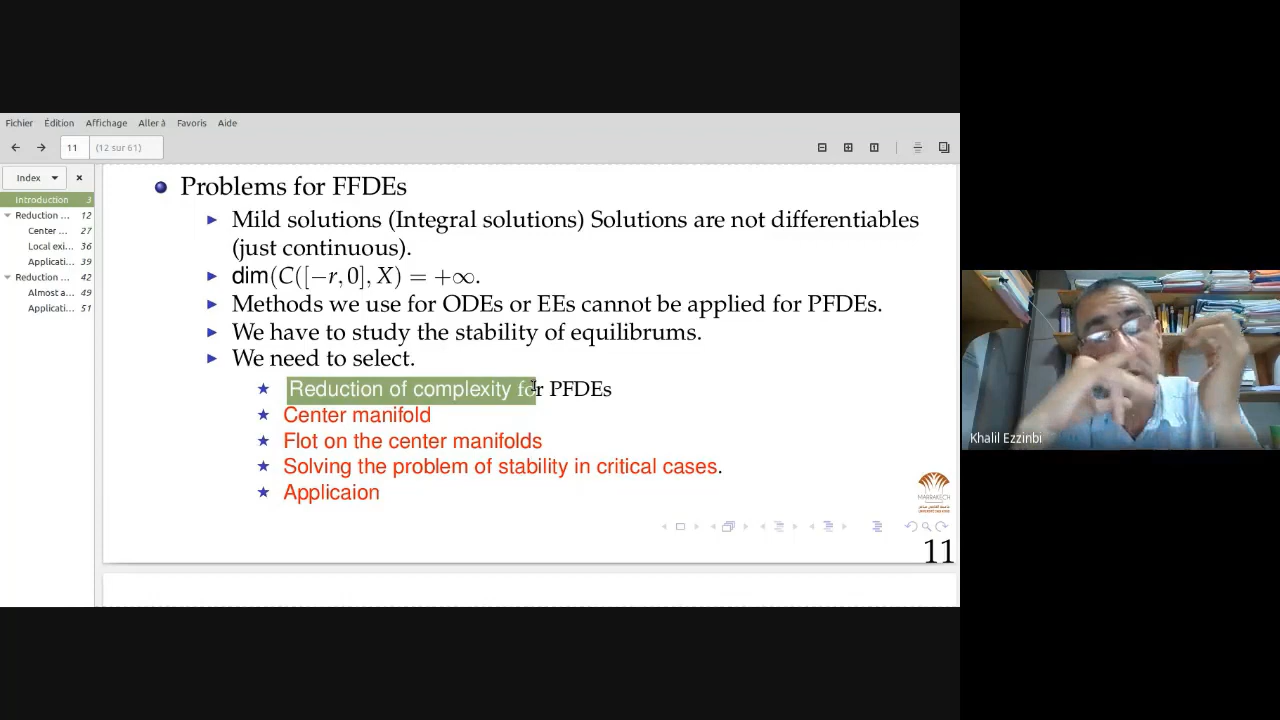 Fichier Édition Affichage Aller à Favoris Aide
11 (12 sur 61)
Index
Introduction 3
Reduction ... 12
Center ... 27
Local exi... 36
Applicati... 39
Reduction ... 42
Almost a... 49
Applicati... 51
Problems for FFDEs
Mild solutions (Integral solutions) Solutions are not differentiables
(just continuous).
dim(C([−r, 0], X) = +∞.
Methods we use for ODEs or EEs cannot be applied for PFDEs.
We have to study the stability of equilibrums.
We need to select.
Reduction of complexity for PFDEs
Center manifold
Flot on the center manifolds
Solving the problem of stability in critical cases.
Applicaion
MARRAKECH
11
Khalil Ezzinbi